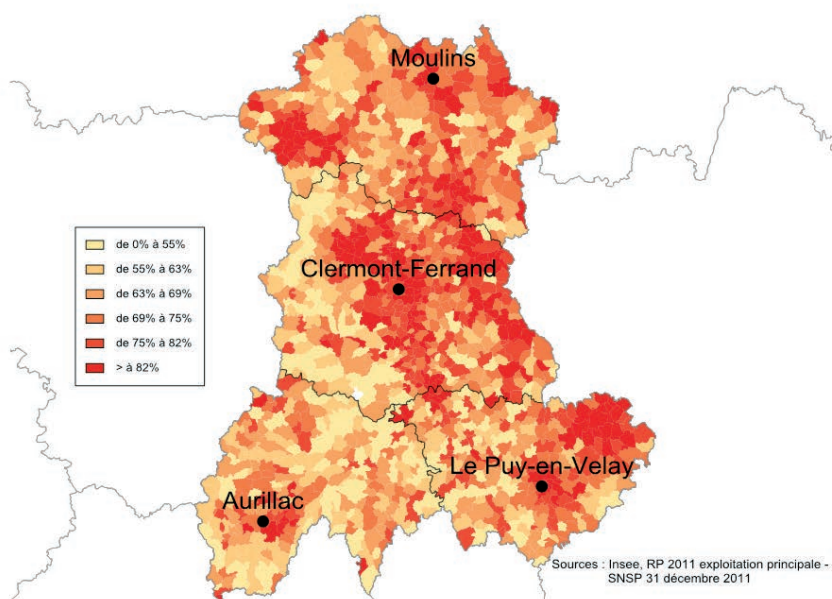 Moulins
de 0% à 55%
de 55% à 63%
de 63% à 69%
de 69% à 75%
de 75% à 82%
> à 82%
Clermont-Ferrand
Le Puy-en-Velay
Aurillac
Sources : Insee, RP 2011 exploitation principale -
SNSP 31 décembre 2011